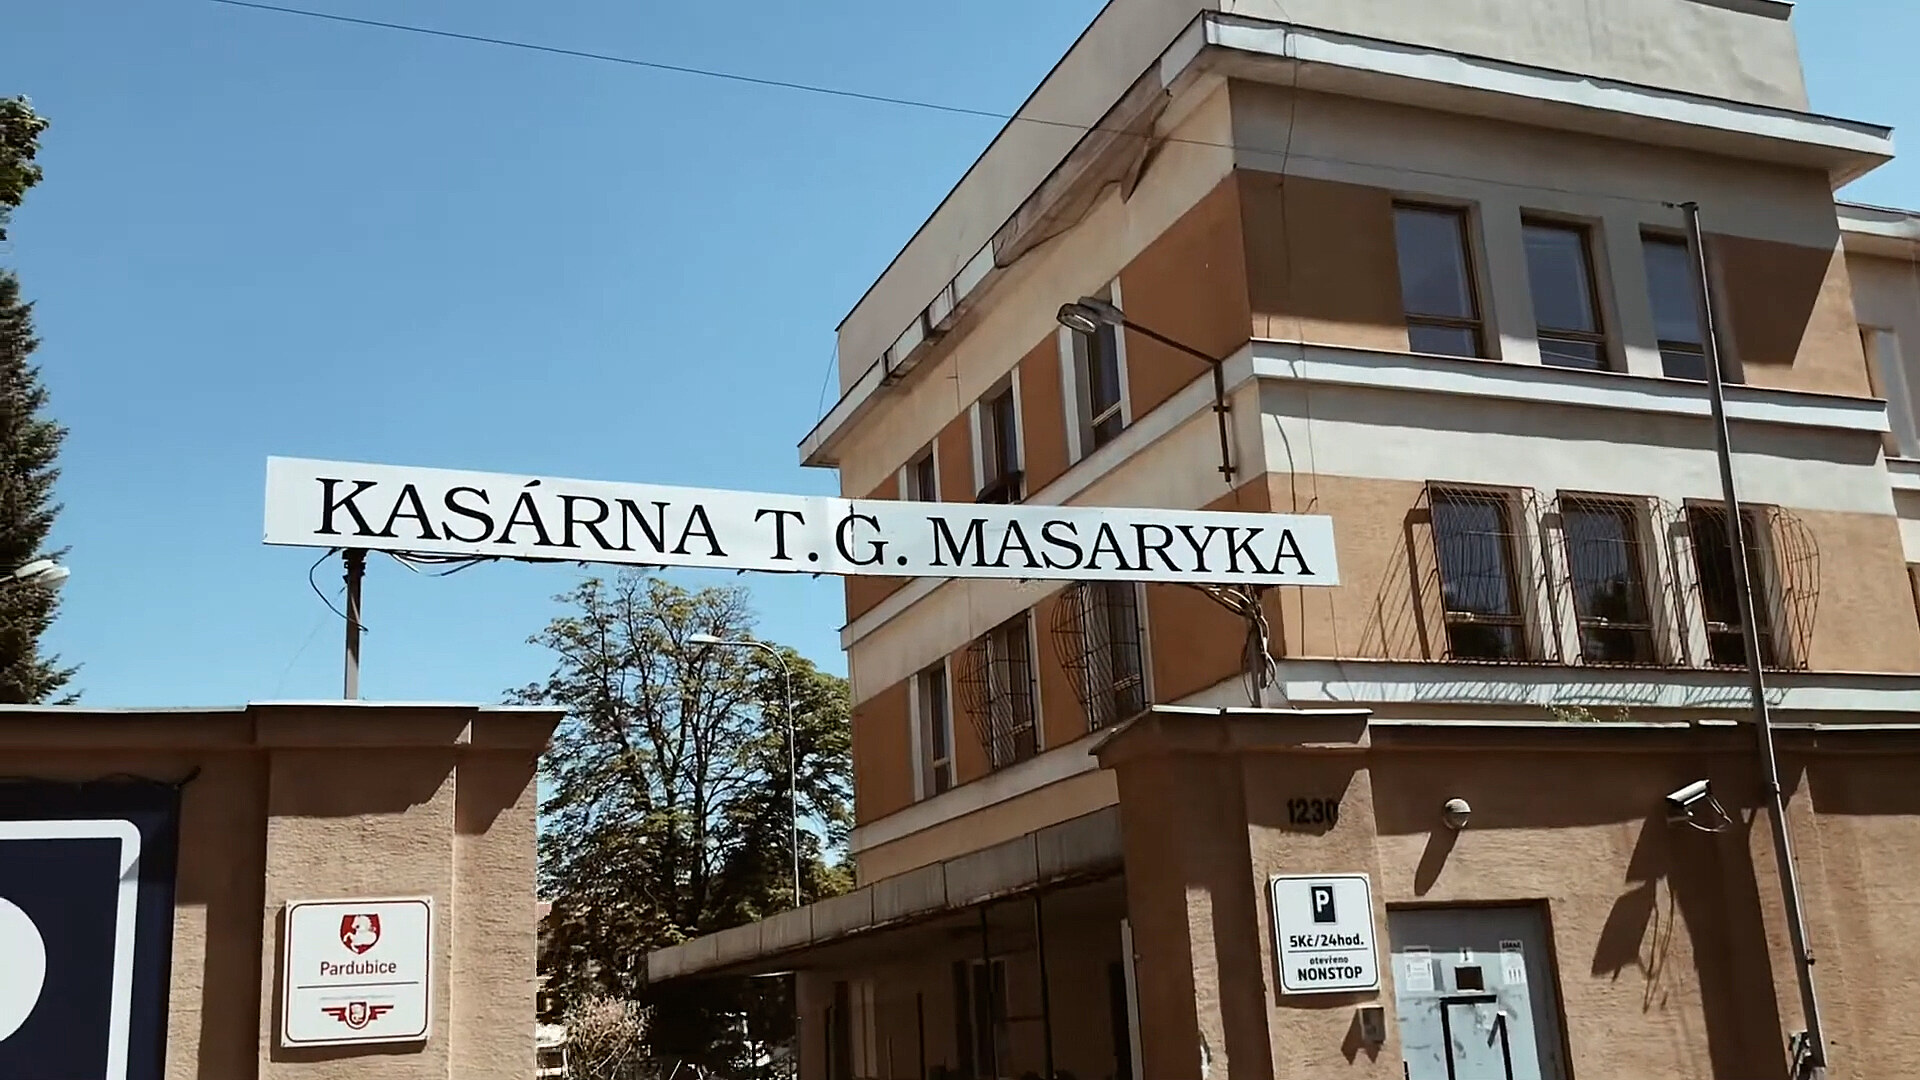 KASÁRNA T. G. MASARYKA
1230
P
5Kč/24hod.
otevřeno
NONSTOP
Pardubice